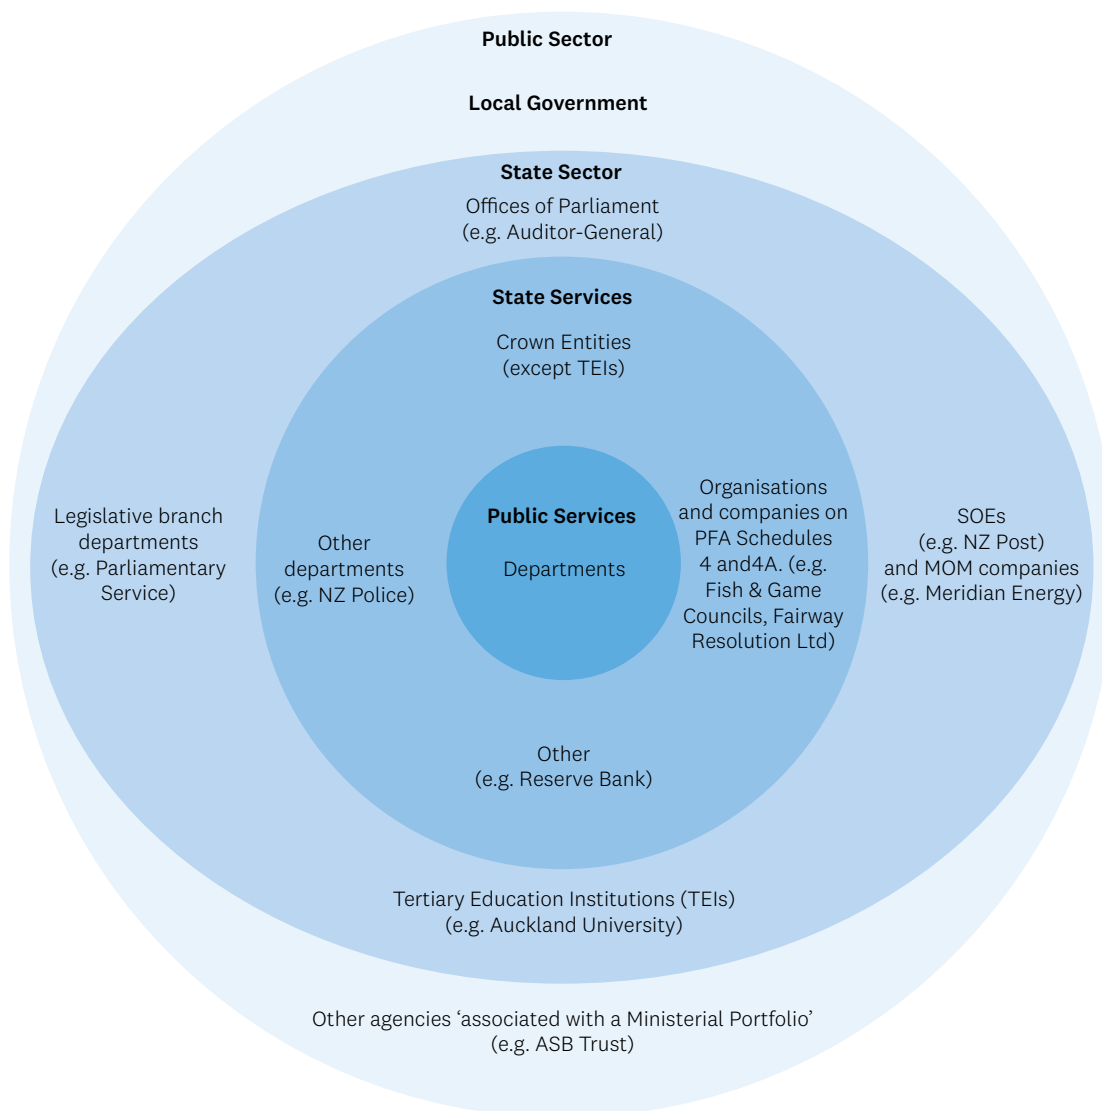 Public Sector
Local Government
State Sector
Offices of Parliament
(e.g. Auditor-General)
State Services
Crown Entities
(except TEIs)
Legislative branch
departments
(e.g. Parliamentary
Service)
Other
departments
(e.g. NZ Police)
Public Services
Departments
Organisations
and companies on
PFA Schedules
4 and4A. (e.g.
Fish & Game
Councils, Fairway
Resolution Ltd)
SOEs
(e.g. NZ Post)
and MOM companies
(e.g. Meridian Energy)
Other
(e.g. Reserve Bank)
Tertiary Education Institutions (TEIs)
(e.g. Auckland University)
Other agencies ‘associated with a Ministerial Portfolio’
(e.g. ASB Trust)